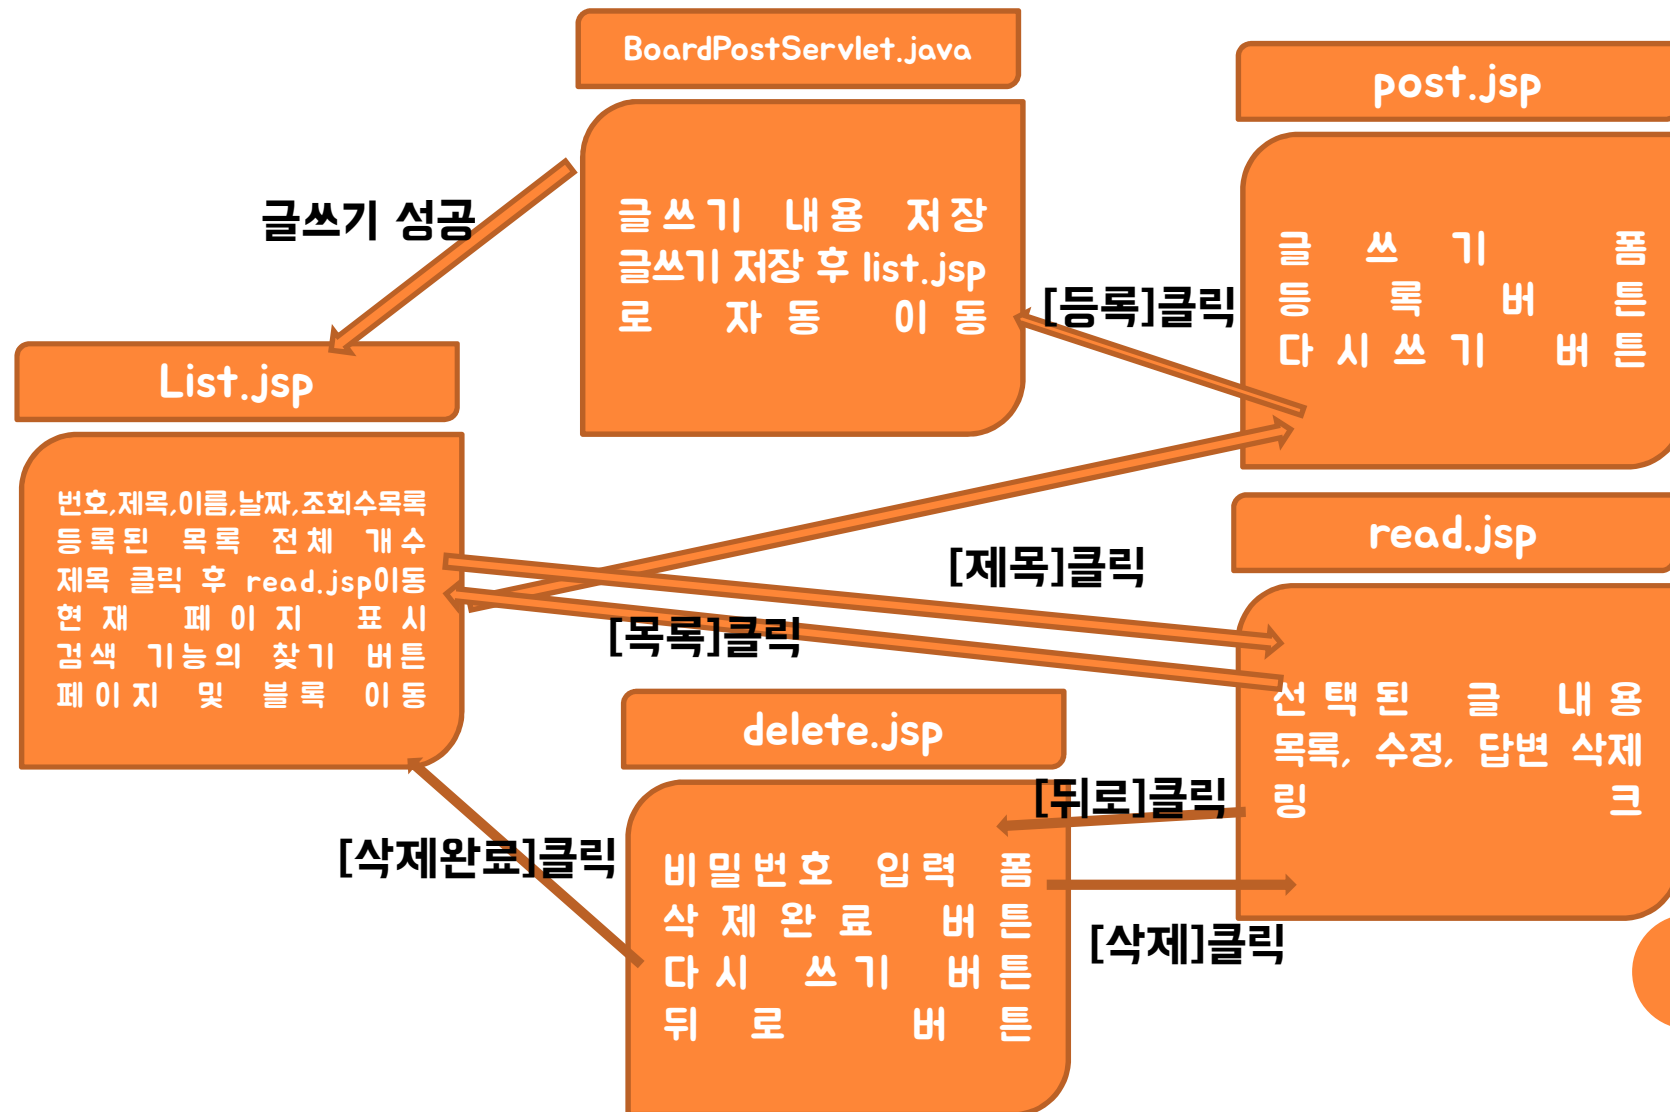 BoardPostServlet.java
글쓰기 내용 저장
글쓰기 저장 후 list.jsp
로 자동 이동
post.jsp
글 쓰 기 폼
등 록 버 튼
다시쓰기 버튼
글쓰기 성공
[등록]클릭
List.jsp
번호,제목,이름,날짜,조회수목록
등록된 목록 전체 개수
제목 클릭 후 read.jsp이동
현재 페이지 표시
검색 기능의 찾기 버튼
페이지 및 블록 이동
[제목]클릭
[목록]클릭
read.jsp
선택된 글 내용
목록, 수정, 답변 삭제
링 크
delete.jsp
비밀번호 입력 폼
삭제완료 버튼
다시 쓰기 버튼
뒤로 버튼
[뒤로]클릭
[삭제완료]클릭
[삭제]클릭